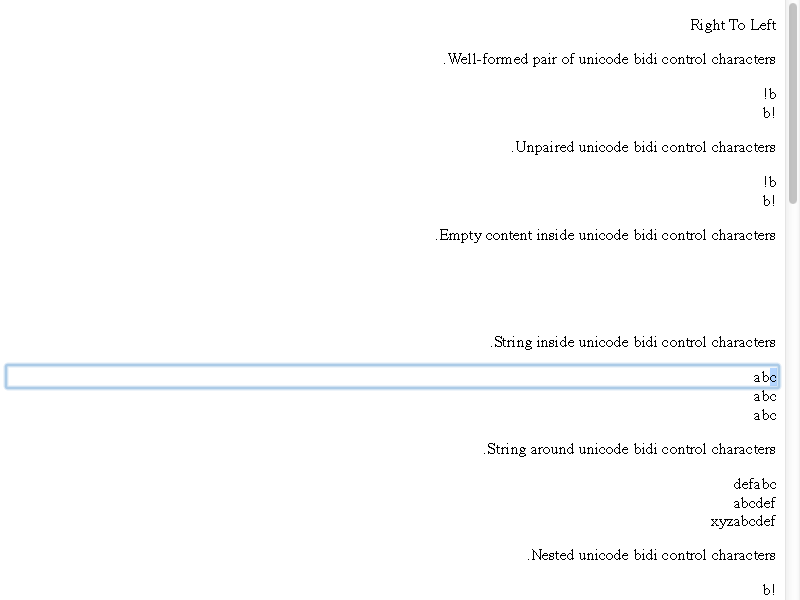 Right To Left
.Well-formed pair of unicode bidi control characters
!b
b!
.Unpaired unicode bidi control characters
!b
b!
.Empty content inside unicode bidi control characters
.String inside unicode bidi control characters
abc
abc
abc
.String around unicode bidi control characters
defabc
abcdef
xyzabcdef
.Nested unicode bidi control characters
b!